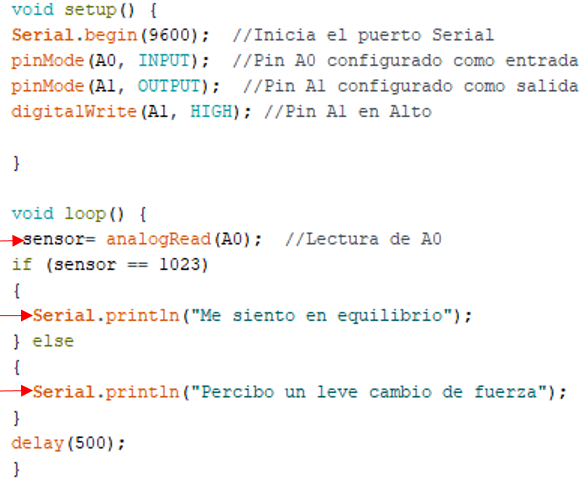 void setup() {
Serial.begin(9600);  //Inicia el puerto Serial
pinMode(A0, INPUT);  //Pin A0 configurado como entrada
pinMode(A1, OUTPUT);  //Pin A1 configurado como salida
digitalWrite(A1, HIGH); //Pin A1 en Alto
}
void loop() {
sensor= analogRead(A0);  //Lectura de A0
if (sensor == 1023)
{
Serial.println("Me siento en equilibrio");
} else
{
Serial.println("Percibo un leve cambio de fuerza");
}
delay(500);
}